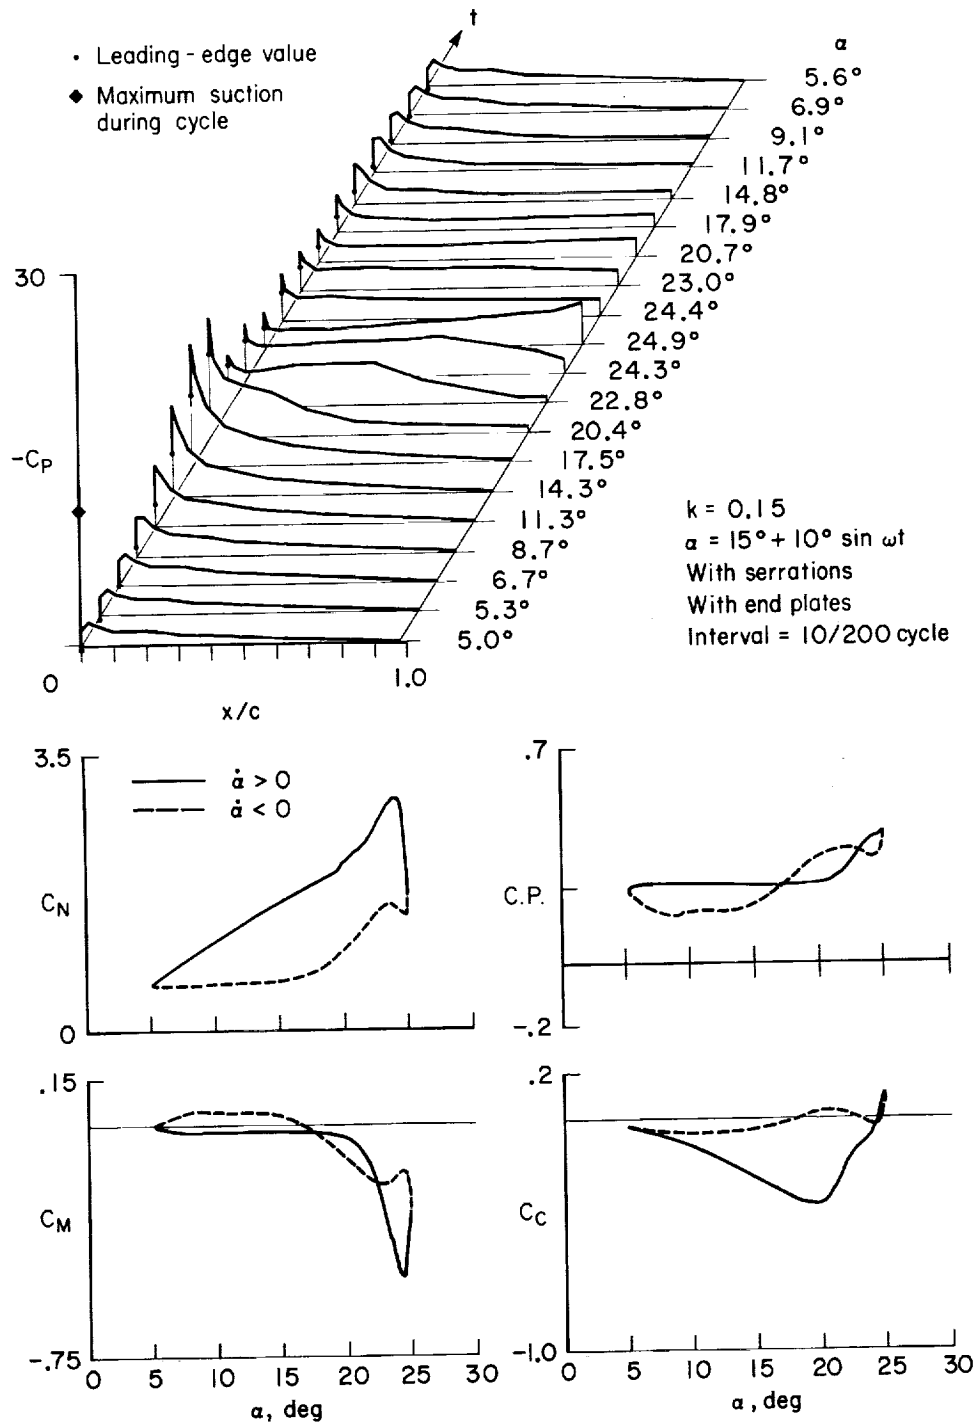 t
• Leading-edge value
◆ Maximum suction
during cycle
α
5.6°
6.9°
9.1°
11.7°
14.8°
17.9°
20.7°
23.0°
24.4°
24.9°
24.3°
22.8°
20.4°
17.5°
14.3°
11.3°
8.7°
6.7°
5.3°
5.0°
30
-CP
0
1.0
x/c
k = 0.15
α = 15° + 10° sin ωt
With serrations
With end plates
Interval = 10/200 cycle
3.5
α̇ > 0
α̇ < 0
CN
0
.7
C.P.
-.2
.15
CM
-.75
0 5 10 15 20 25 30
α, deg
.2
CC
-1.0
0 5 10 15 20 25 30
α, deg